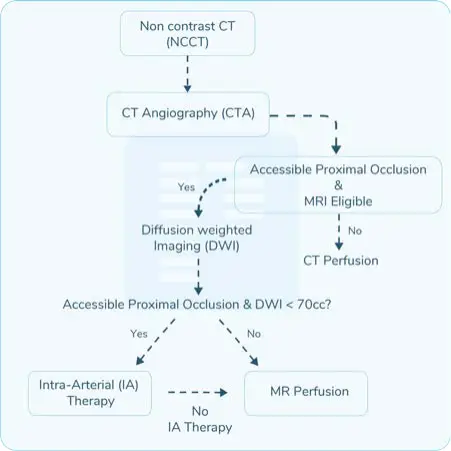 Non contrast CT
(NCCT)
CT Angiography (CTA)
Accessible Proximal Occlusion
&
MRI Eligible
Yes
No
Diffusion weighted
Imaging (DWI)
CT Perfusion
Accessible Proximal Occlusion & DWI < 70cc?
Yes
No
Intra-Arterial (IA)
Therapy
MR Perfusion
No
IA Therapy